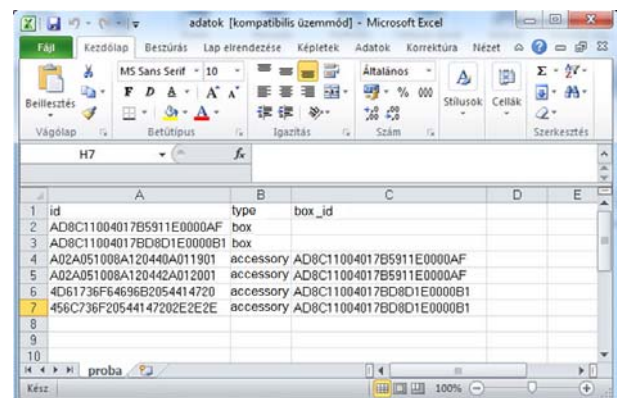 adatok [kompatibilis üzemmód] - Microsoft Excel
Fájl Kezdőlap Beszúrás Lap elrendezése Képletek Adatok Korrektúra Nézet
Beillesztés
MS Sans Serif 10
F D A A A
Általános
% 000
Stílusok
Cellák
Σ
Vágólap Betűtípus Igazítás Szám Szerkesztés
H7 fx
A B C D E
1 id type box_id
2 AD8C11004017B5911E0000AF box
3 AD8C11004017BD8D1E0000B1 box
4 A02A051008A120440A011901 accessory AD8C11004017B5911E0000AF
5 A02A051008A120442A012001 accessory AD8C11004017B5911E0000AF
6 4D61736F64696B2054414720 accessory AD8C11004017BD8D1E0000B1
7 456C736F20544147202E2E2E accessory AD8C11004017BD8D1E0000B1
8
9
10
proba
Kész 100%